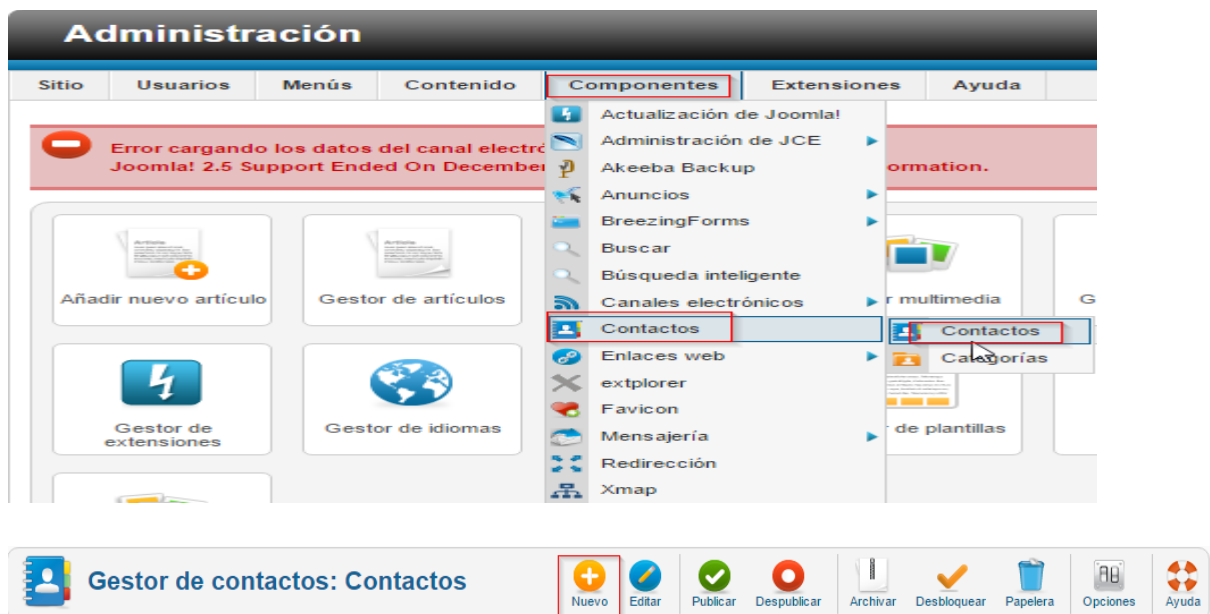 Administración
Sitio Usuarios Menús Contenido Componentes Extensiones Ayuda
Actualización de Joomla!
Error cargando los datos del canal electró
Administración de JCE
Joomla! 2.5 Support Ended On December
ormation.
Akeeba Backup
Anuncios
BreezingForms
Buscar
Búsqueda inteligente
Añadir nuevo artículo
Gestor de artículos
Canales electrónicos
r multimedia
G
Contactos
Contactos
Enlaces web
Categorías
extplorer
Favicon
Gestor de extensiones
Gestor de idiomas
Mensajería
de plantillas
Redirección
Xmap
Gestor de contactos: Contactos
Nuevo Editar Publicar Despublicar Archivar Desbloquear Papelera Opciones Ayuda